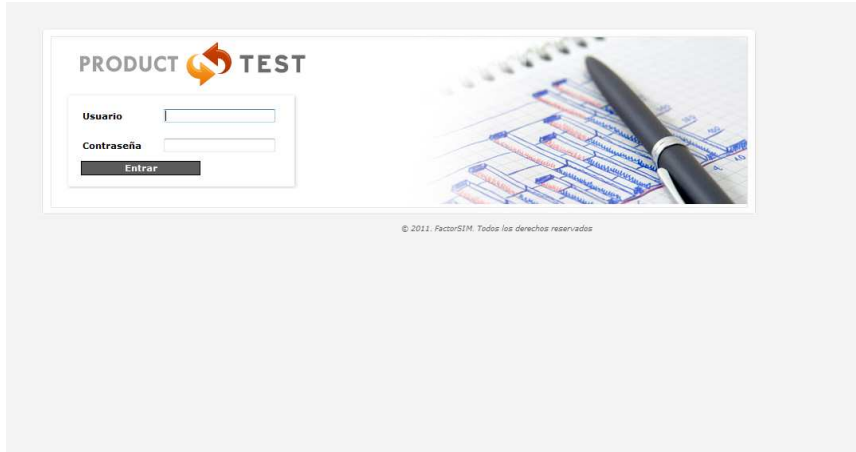 PRODUCT TEST
Usuario
Contraseña
Entrar
© 2011. FactorSIM. Todos los derechos reservados